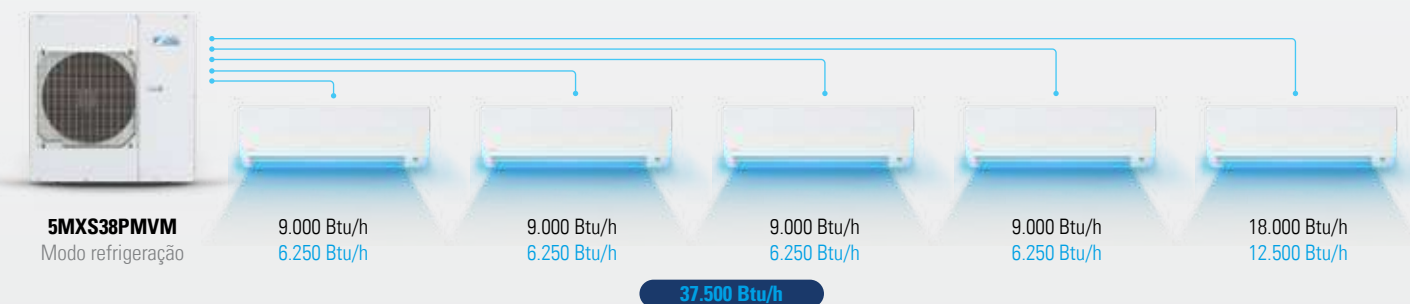 5MXS38PMVM
Modo refrigeração
9.000 Btu/h
6.250 Btu/h
9.000 Btu/h
6.250 Btu/h
9.000 Btu/h
6.250 Btu/h
9.000 Btu/h
6.250 Btu/h
18.000 Btu/h
12.500 Btu/h
37.500 Btu/h